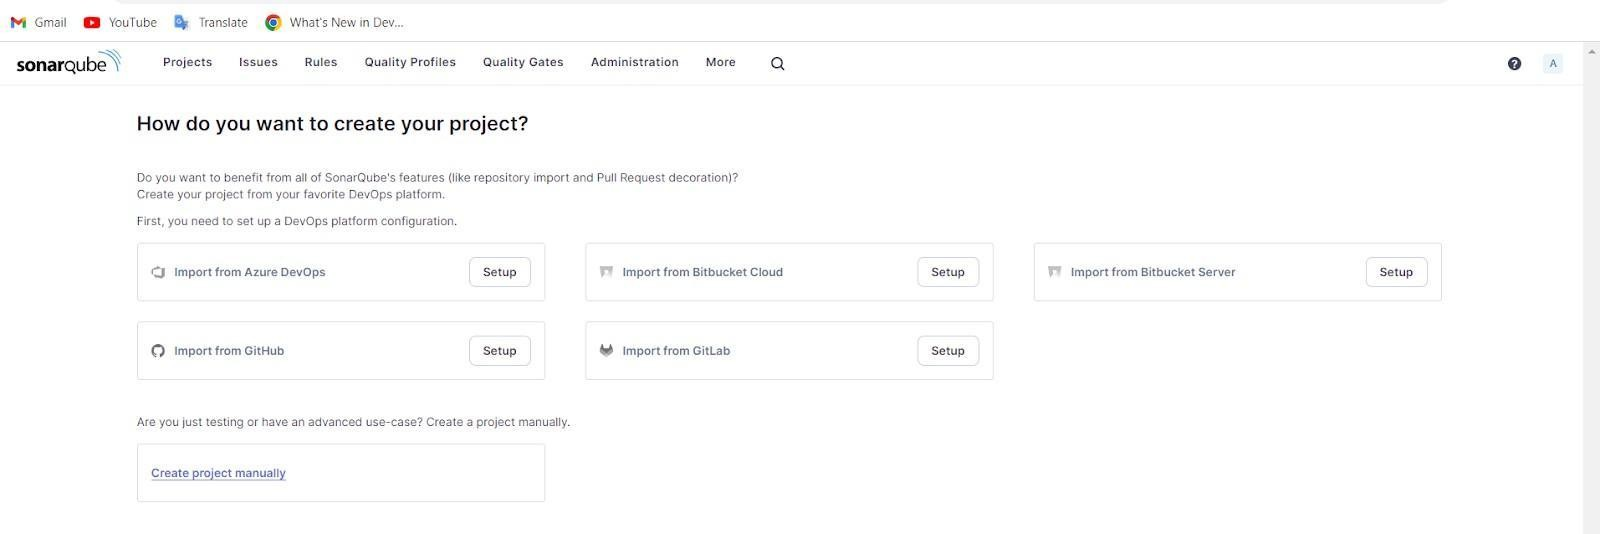 Gmail YouTube Translate What's New in Dev...
sonarqube Projects Issues Rules Quality Profiles Quality Gates Administration More ? A
How do you want to create your project?
Do you want to benefit from all of SonarQube's features (like repository import and Pull Request decoration)?
Create your project from your favorite DevOps platform.
First, you need to set up a DevOps platform configuration.
Import from Azure DevOps Setup Import from Bitbucket Cloud Setup Import from Bitbucket Server Setup
Import from GitHub Setup Import from GitLab Setup
Are you just testing or have an advanced use-case? Create a project manually.
Create project manually